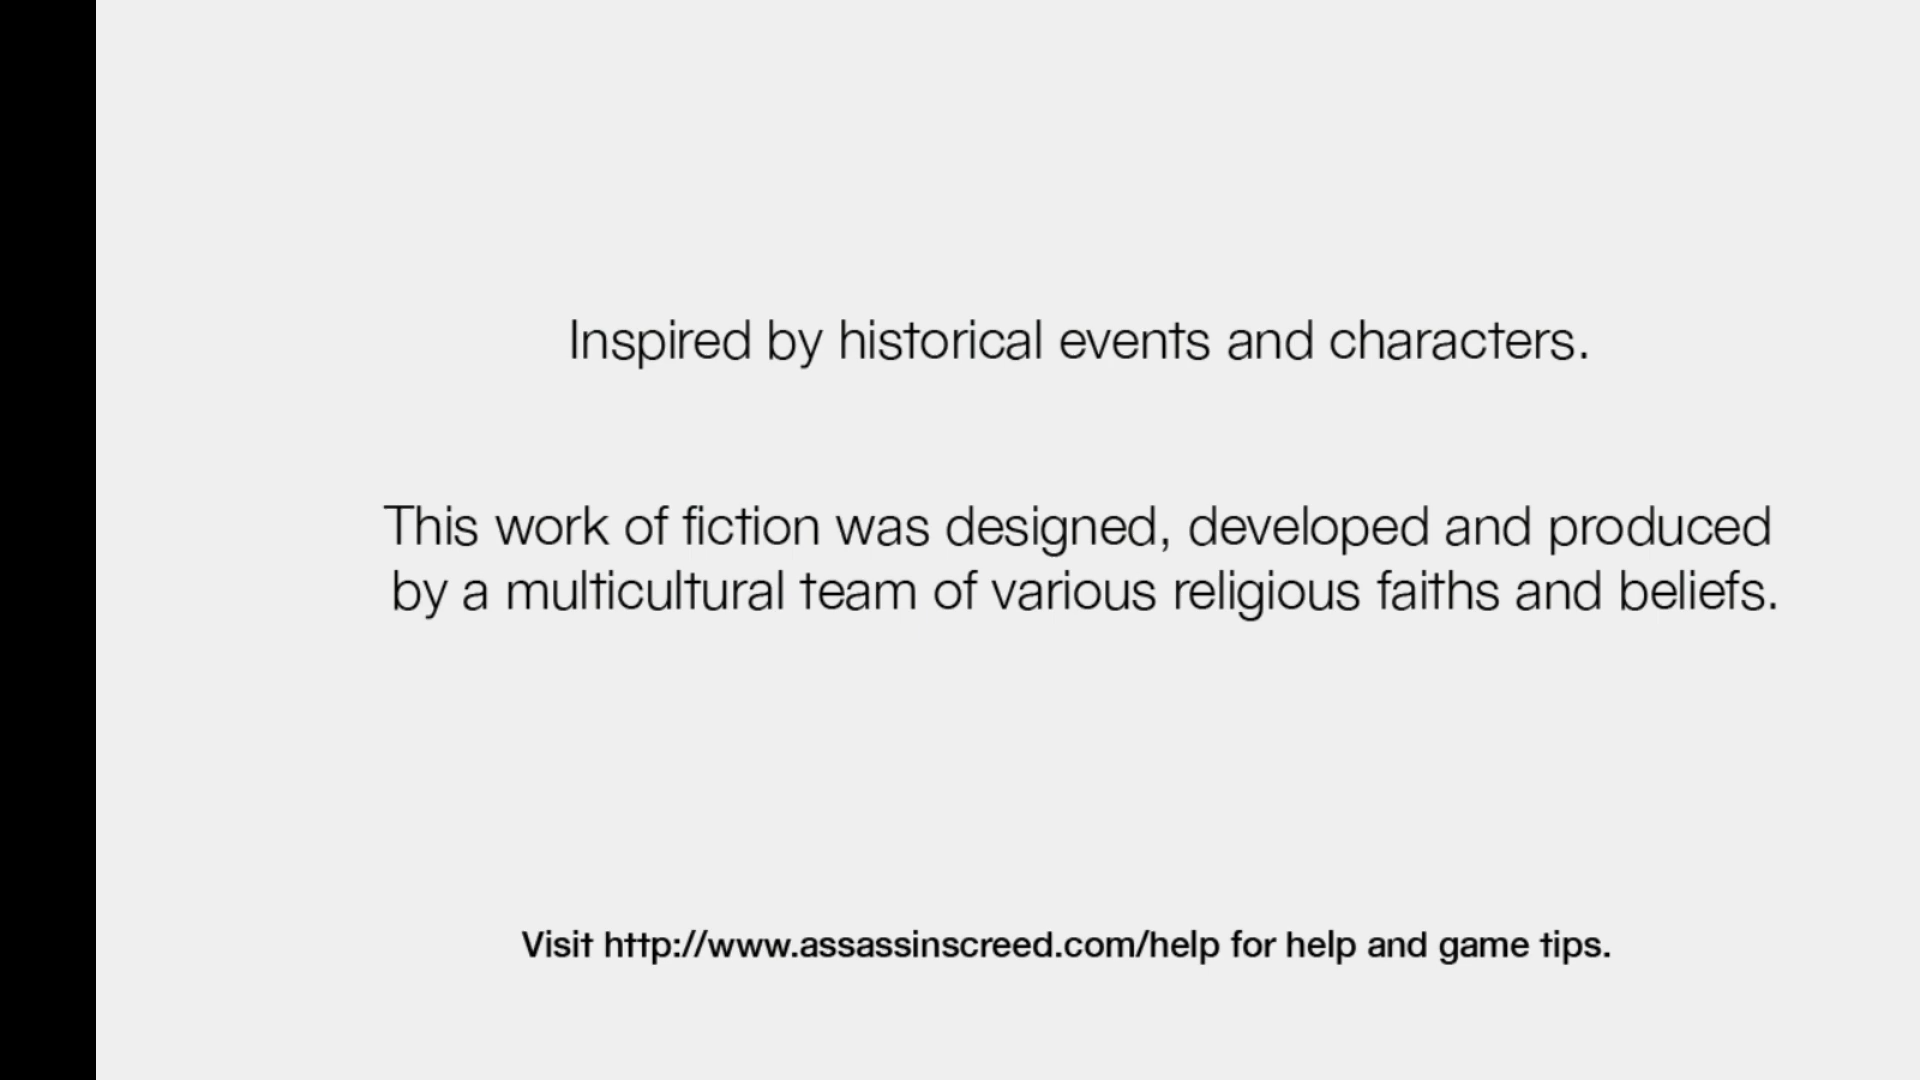 Inspired by historical events and characters.
This work of fiction was designed, developed and produced
by a multicultural team of various religious faiths and beliefs.
Visit http://www.assassinscreed.com/help for help and game tips.